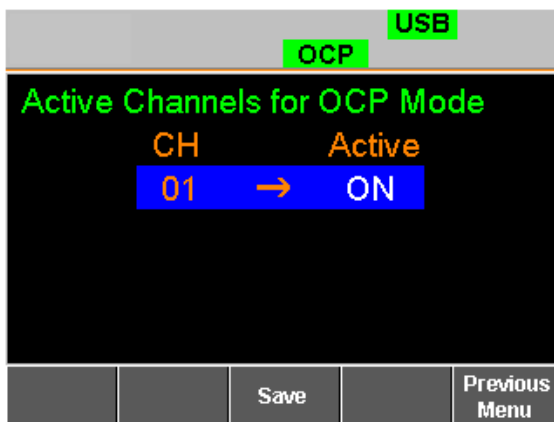 USB
OCP
Active Channels for OCP Mode
CH Active
01 → ON
Save
Previous
Menu